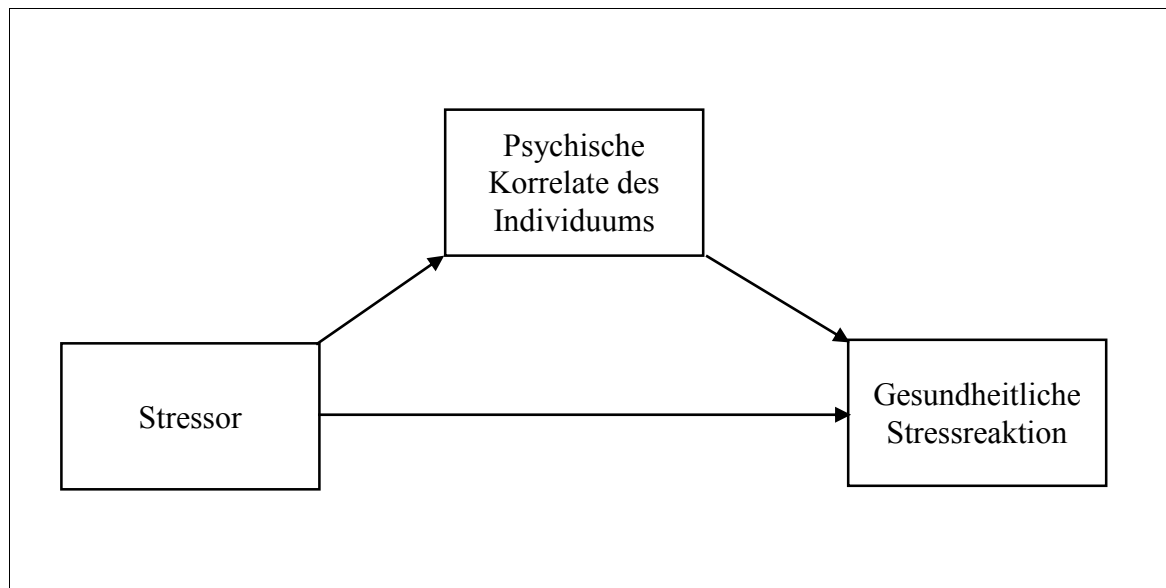 Psychische
Korrelate des
Individuums
Stressor
Gesundheitliche
Stressreaktion